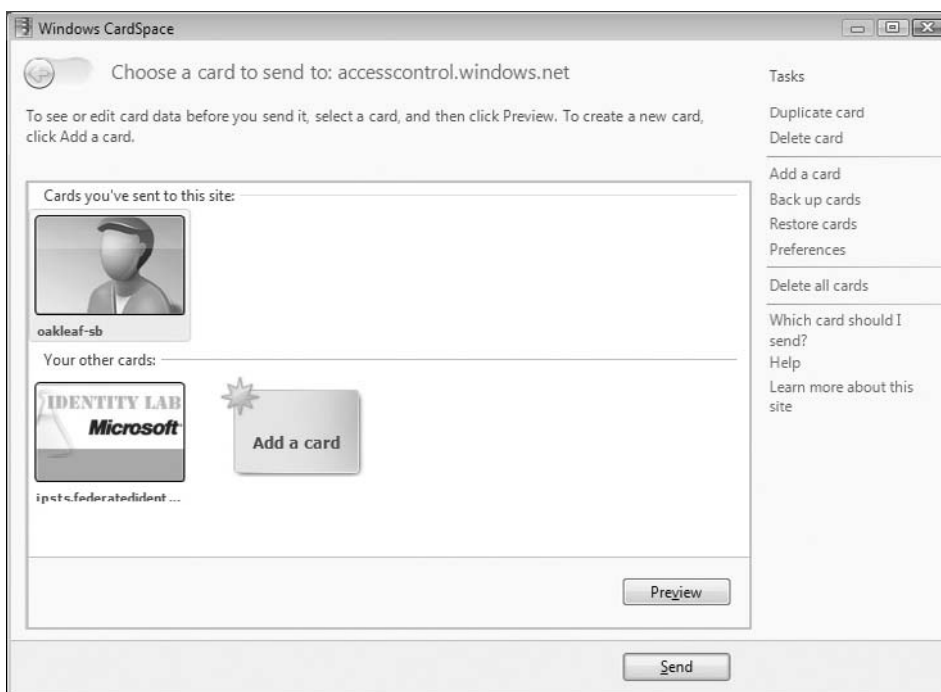 Windows CardSpace
Choose a card to send to: accesscontrol.windows.net
To see or edit card data before you send it, select a card, and then click Preview. To create a new card,
click Add a card.
Cards you've sent to this site:
oakleaf-sb
Your other cards:
IDENTITY LAB
Microsoft
ipsts.federatedident ...
Add a card
Preview
Send
Tasks
Duplicate card
Delete card
Add a card
Back up cards
Restore cards
Preferences
Delete all cards
Which card should I
send?
Help
Learn more about this
site